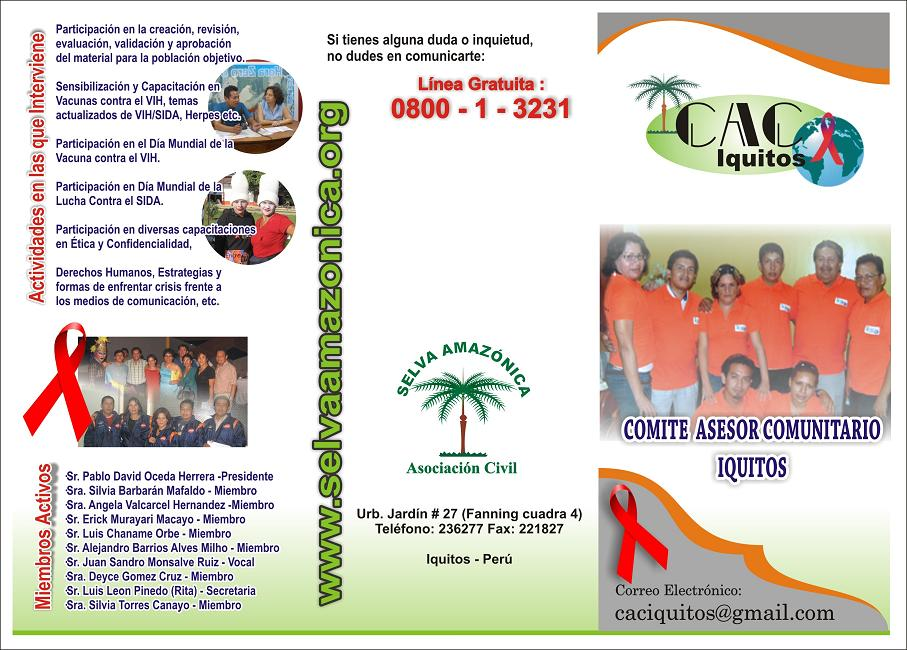 Actividades en las que Interviene
Participación en la creación, revisión,
evaluación, validación y aprobación
del material para la población objetivo.
Sensibilización y Capacitación en
Vacunas contra el VIH, temas
actualizados de VIH/SIDA, Herpes etc.
Participación en el Día Mundial de la
Vacuna contra el VIH.
Participación en Día Mundial de la
Lucha Contra el SIDA.
Participación en diversas capacitaciones
en Ética y Confidencialidad,
Derechos Humanos, Estrategias y
formas de enfrentar crisis frente a
los medios de comunicación, etc.
Miembros Activos
Sr. Pablo David Oceda Herrera -Presidente
Sra. Silvia Barbarán Mafaldo - Miembro
Sra. Angela Valcarcel Hernandez -Miembro
Sr. Erick Murayari Macayo - Miembro
Sr. Luis Chaname Orbe - Miembro
Sr. Alejandro Barrios Alves Milho - Miembro
Sr. Juan Sandro Monsalve Ruiz - Vocal
Sra. Deyce Gomez Cruz - Miembro
Sr. Luis Leon Pinedo (Rita) - Secretaria
Sra. Silvia Torres Canayo - Miembro
www.selvaamazonica.org
Si tienes alguna duda o inquietud,
no dudes en comunicarte:
Línea Gratuita :
0800 - 1 - 3231
SELVA AMAZÓNICA
Asociación Civil
Urb. Jardín # 27 (Fanning cuadra 4)
Teléfono: 236277 Fax: 221827
Iquitos - Perú
CAC
Iquitos
COMITE ASESOR COMUNITARIO
IQUITOS
Correo Electrónico:
caciquitos@gmail.com